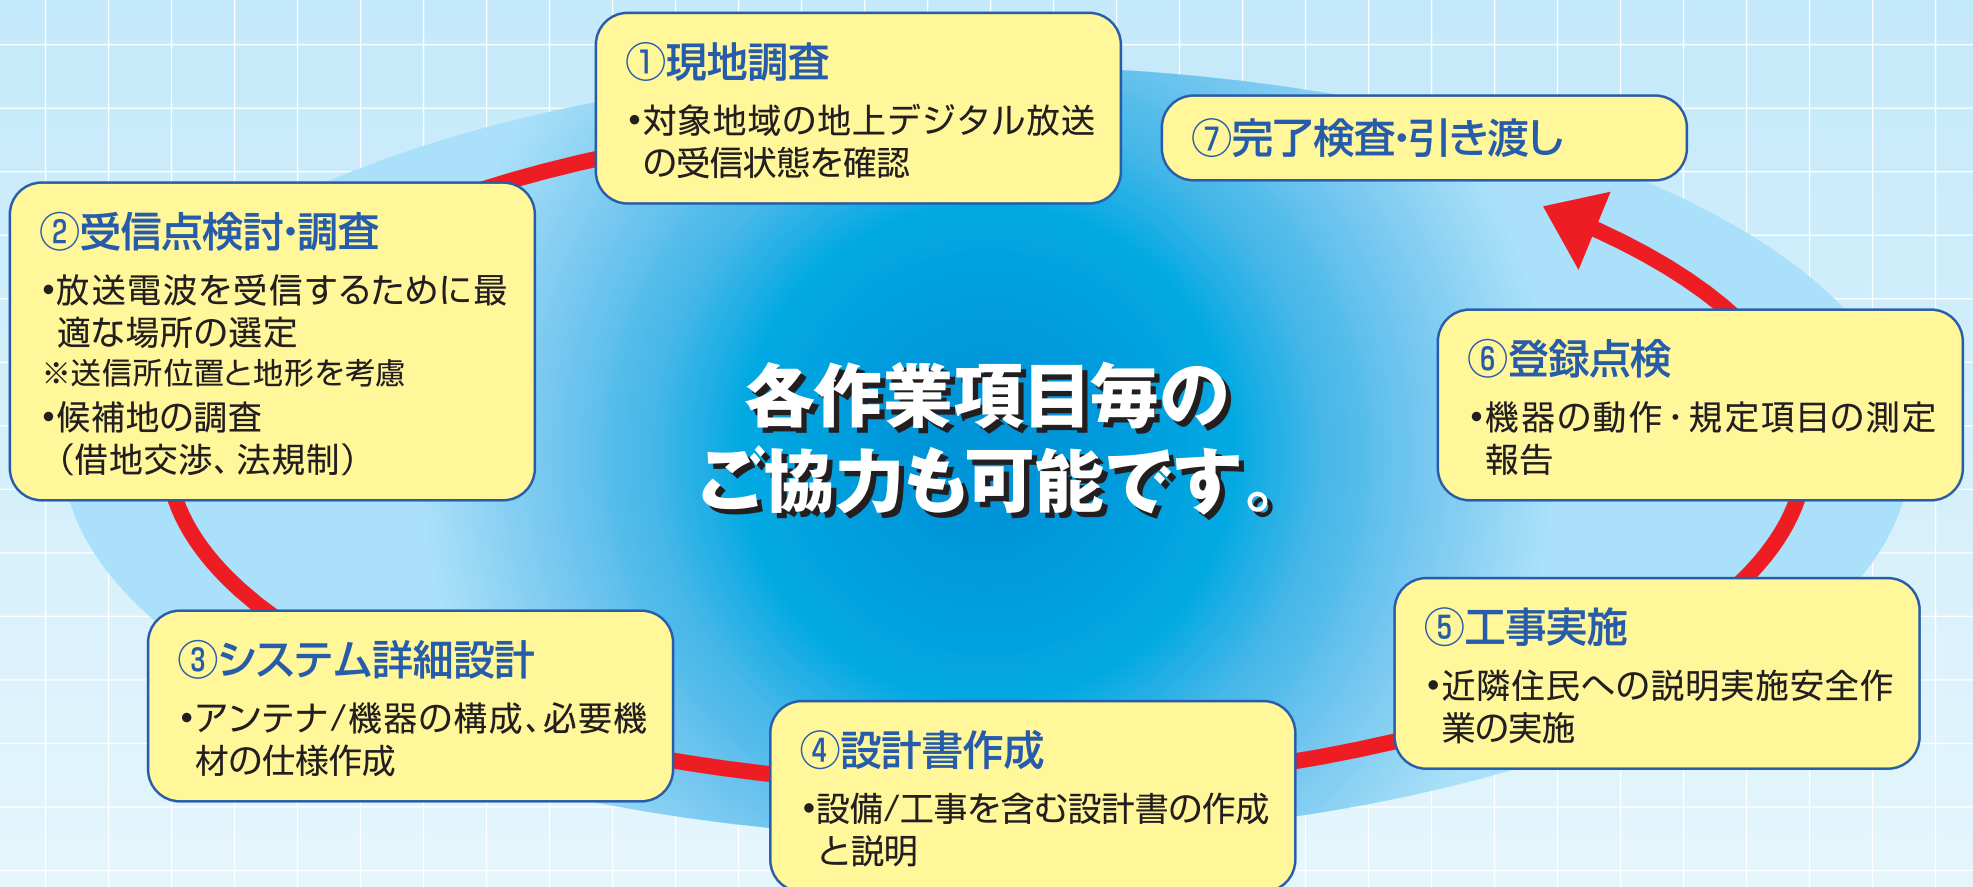 ①現地調査
•対象地域の地上デジタル放送
の受信状態を確認
②受信点検討・調査
•放送電波を受信するために最
適な場所の選定
※送信所位置と地形を考慮
•候補地の調査
（借地交渉、法規制）
③システム詳細設計
•アンテナ/機器の構成、必要機
材の仕様作成
④設計書作成
•設備/工事を含む設計書の作成
と説明
⑤工事実施
•近隣住民への説明実施安全作
業の実施
⑥登録点検
•機器の動作・規定項目の測定
報告
⑦完了検査・引き渡し
各作業項目毎の
ご協力も可能です。